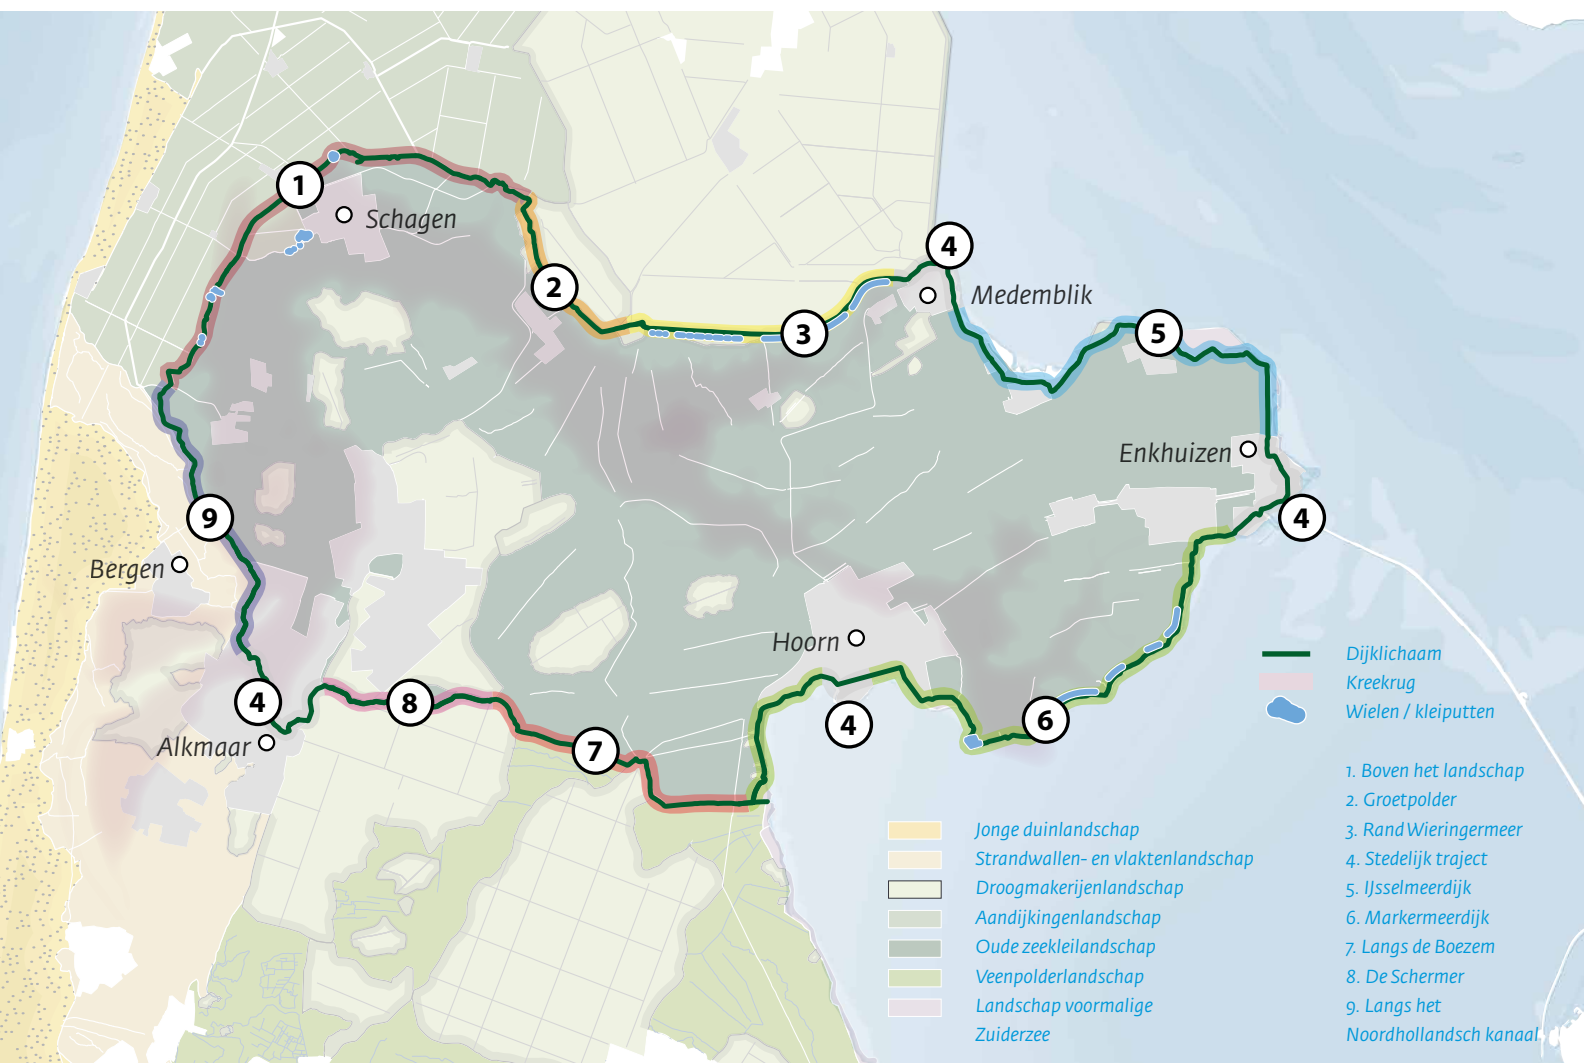 1
Schagen
2
3
4
Medemblik
5
Enkhuizen
4
9
Bergen
Hoorn
4
Alkmaar
8
7
4
6
Dijklichaam
Kreekrug
Wielen / kleiputten
Jonge duinlandschap
Strandwallen- en vlaktenlandschap
Droogmakerijenlandschap
Aandijkingenlandschap
Oude zeekleilandschap
Veenpolderlandschap
Landschap voormalige
Zuiderzee
1. Boven het landschap
2. Groetpolder
3. Rand Wieringermeer
4. Stedelijk traject
5. IJsselmeerdijk
6. Markermeerdijk
7. Langs de Boezem
8. De Schermer
9. Langs het
Noordhollandsch kanaal